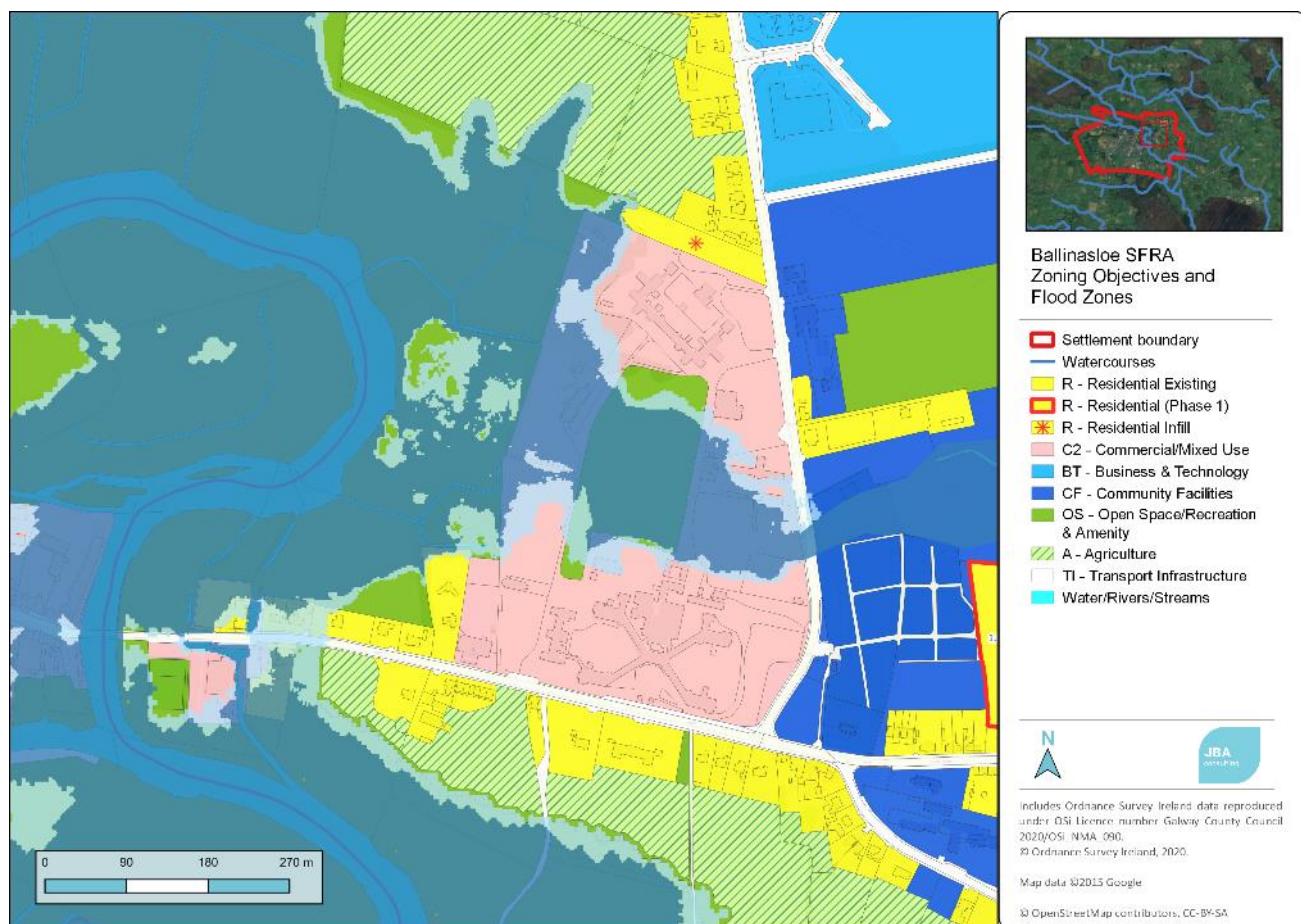 Ballinasloe SFRA
Zoning Objectives and
Flood Zones
Settlement boundary
Watercourses
R - Residential Existing
R - Residential (Phase 1)
R - Residential Infill
C2 - Commercial/Mixed Use
BT - Business & Technology
CF - Community Facilities
OS - Open Space/Recreation
& Amenity
A - Agriculture
TI - Transport Infrastructure
Water/Rivers/Streams
1.
N
JBA
consulting
Includes Ordnance Survey Ireland data reproduced
under OSi Licence number Galway County Council
2020/OSi_NMA_090.
© Ordnance Survey Ireland, 2020.
Map data ©2015 Google
© OpenStreetMap contributors, CC-BY-SA
0 90 180 270 m